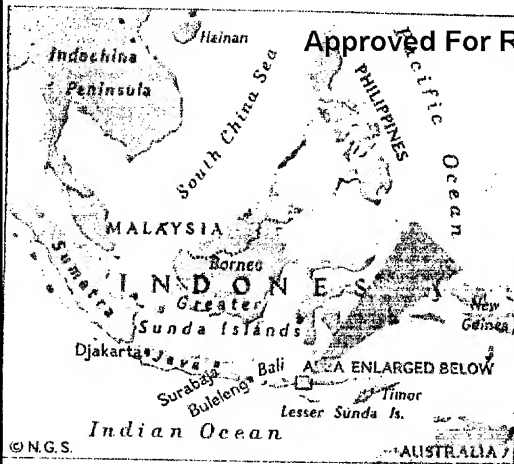 Approved For R
Hainan
Indochina
Peninsula
South China Sea
PHILIPPINES
Pacific Ocean
MALAYSIA
Borneo
Sumatra
INDONES
Greater
Sunda Islands
New
Guinea
Djakarta
Java
Surabaja
Buleleng
Bali
ENLARGED BELOW
Timor
Lesser Sunda Is.
Indian Ocean
© N.G.S.
AUSTRALIA